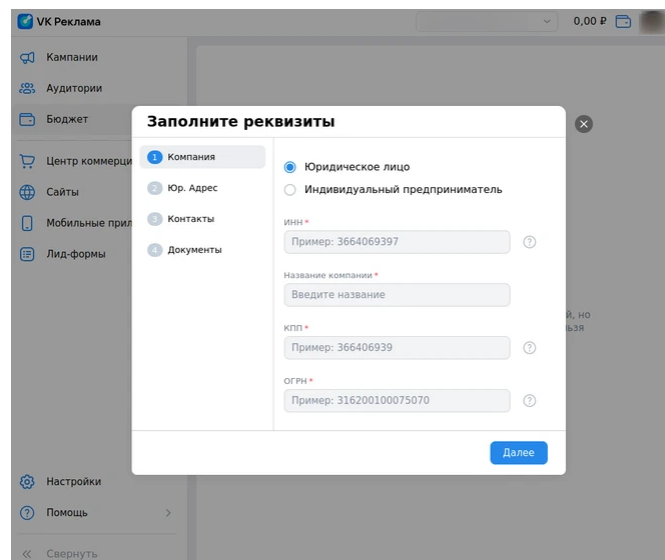 VK Реклама
0,00 ₽
Кампании
Аудитории
Бюджет
Центр коммерци
Сайты
Мобильные прил
Лид-формы
Настройки
Помощь
Свернуть
Заполните реквизиты
1 Компания
2 Юр. Адрес
3 Контакты
4 Документы
Юридическое лицо
Индивидуальный предприниматель
ИНН *
Пример: 3664069397
?
Название компании *
Введите название
КПП *
Пример: 366406939
?
ОГРН *
Пример: 316200100075070
?
Далее
й, но
ьзя